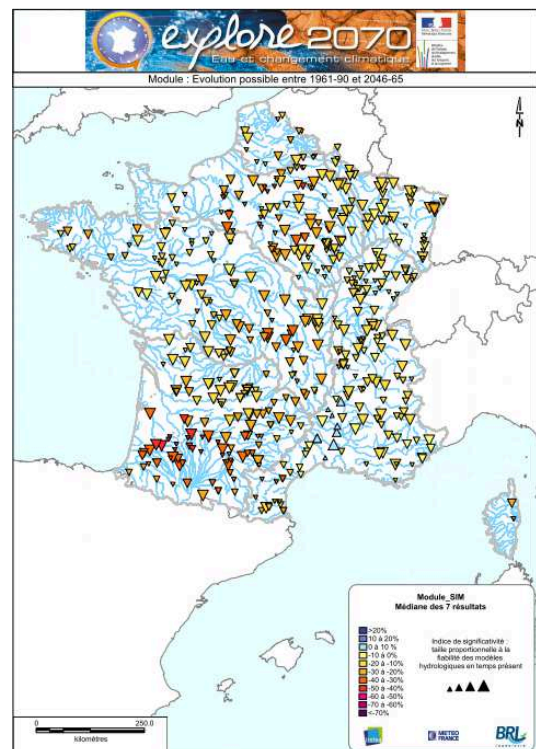 explore 2070
Eau et changement climatique
Module : Evolution possible entre 1961-90 et 2046-65
N
Module_SIM
Médiane des 7 résultats
>20%
10 à 20%
0 à 10 %
-10 à 0%
-20 à -10%
-30 à -20%
-40 à -30%
-50 à -40%
-60 à -50%
-70 à -60%
<-70%
Indice de significativité :
taille proportionnelle à la
fiabilité des modèles
hydrologiques en temps présent
0
250.0
kilomètres
METEO
FRANCE
BRL